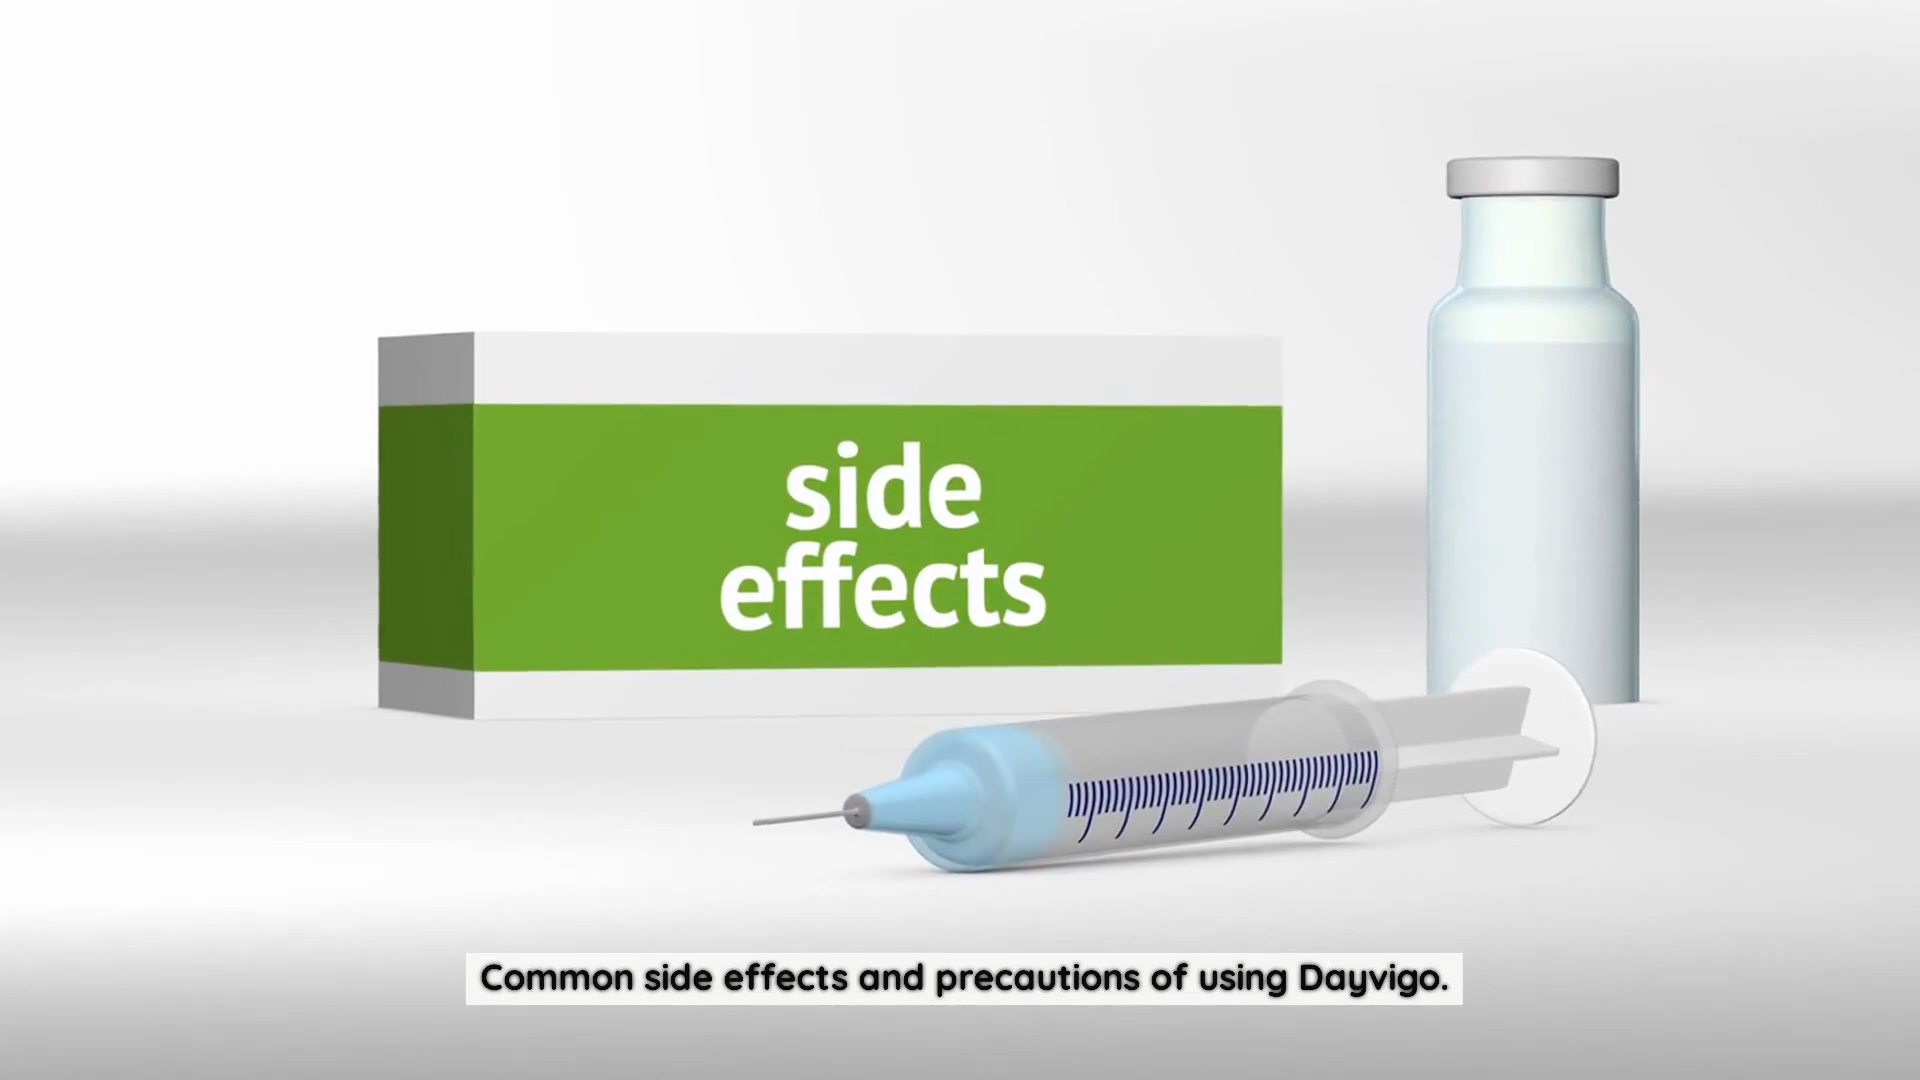 side
effects
Common side effects and precautions of using Dayvigo.